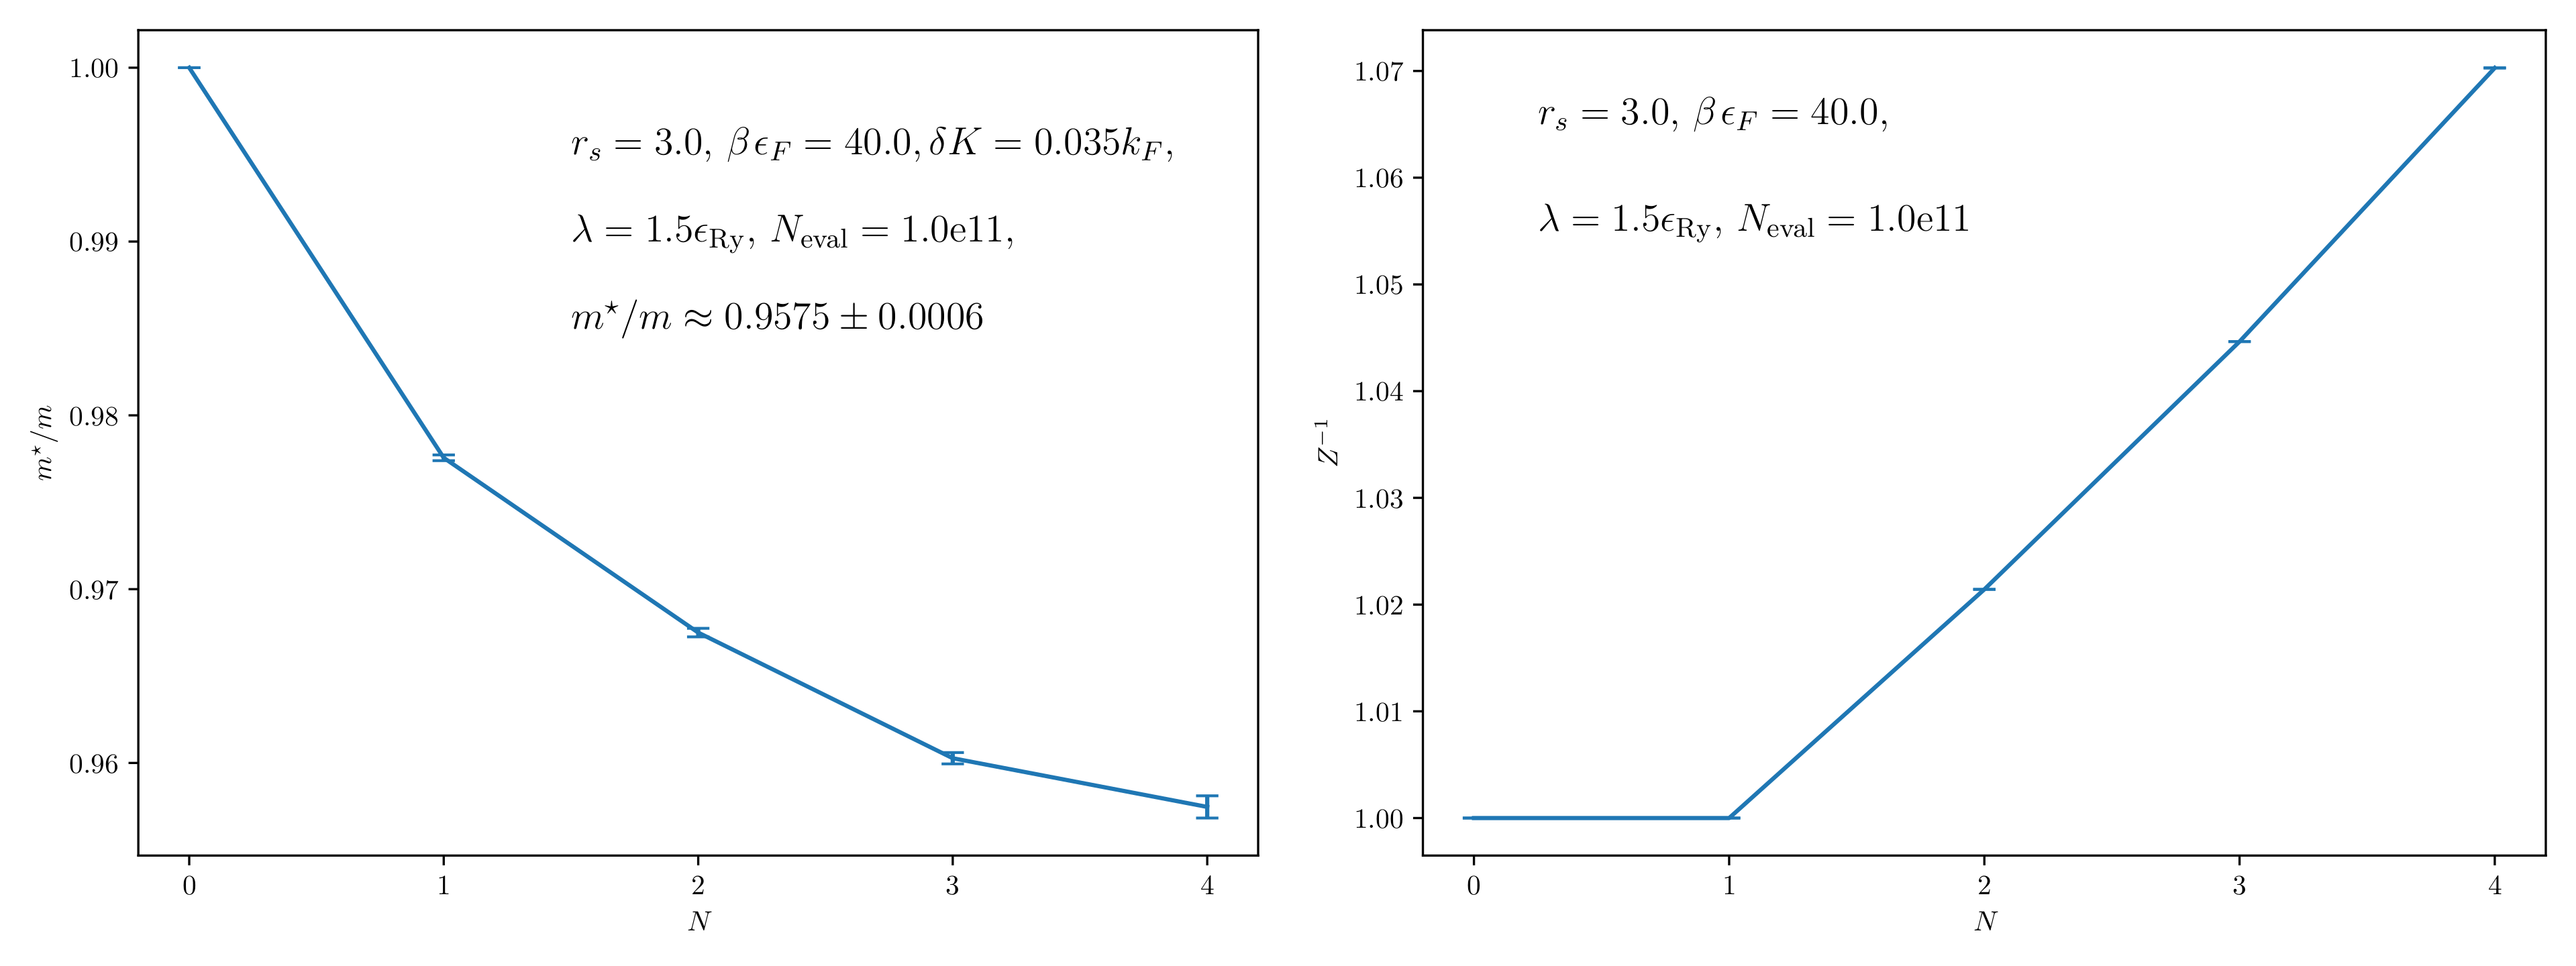 1.00
0.99
0.98
0.97
0.96
m⋆/m
r_s = 3.0, β ϵ_F = 40.0, δK = 0.035k_F,
λ = 1.5ϵ_Ry, N_eval = 1.0e11,
m⋆/m ≈ 0.9575 ± 0.0006
0 1 2 3 4
N
1.07
1.06
1.05
1.04
1.03
1.02
1.01
1.00
Z⁻¹
r_s = 3.0, β ϵ_F = 40.0,
λ = 1.5ϵ_Ry, N_eval = 1.0e11
0 1 2 3 4
N